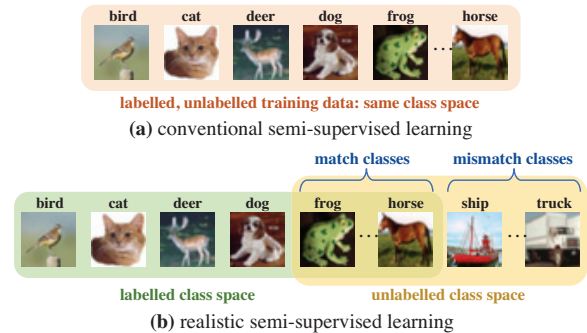 bird cat deer dog frog horse
...
labelled, unlabelled training data: same class space
(a) conventional semi-supervised learning
match classes mismatch classes
bird cat deer dog frog horse ship truck
... ...
labelled class space unlabelled class space
(b) realistic semi-supervised learning